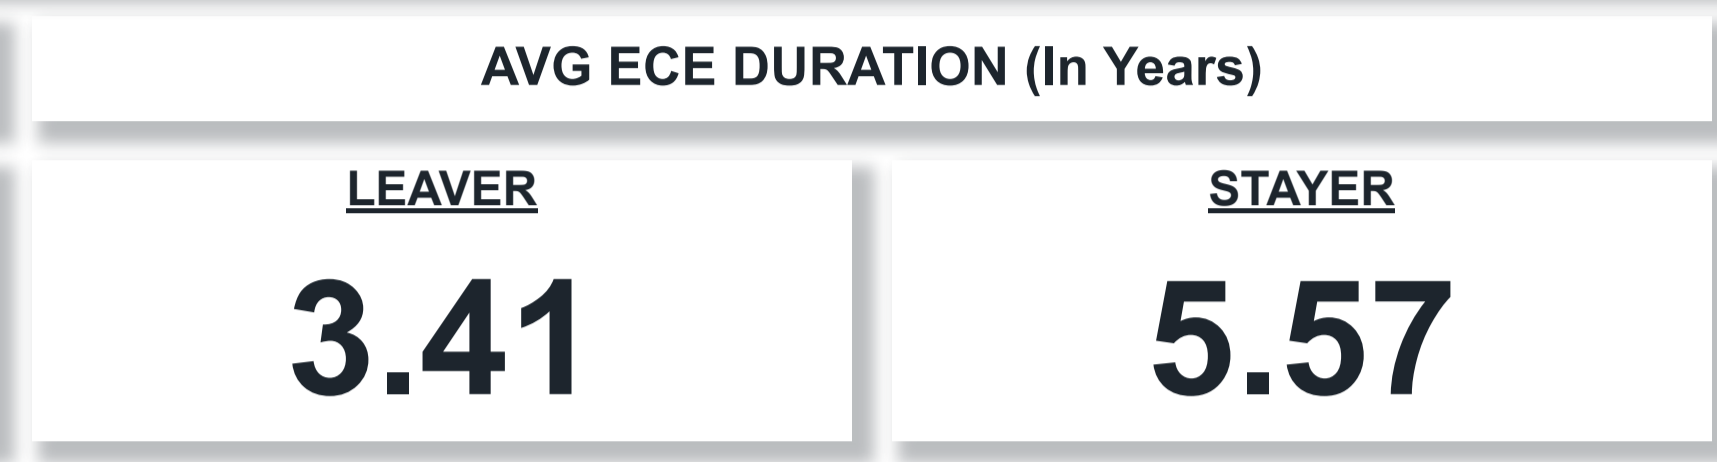 AVG ECE DURATION (In Years)
LEAVER
STAYER
3.41
5.57